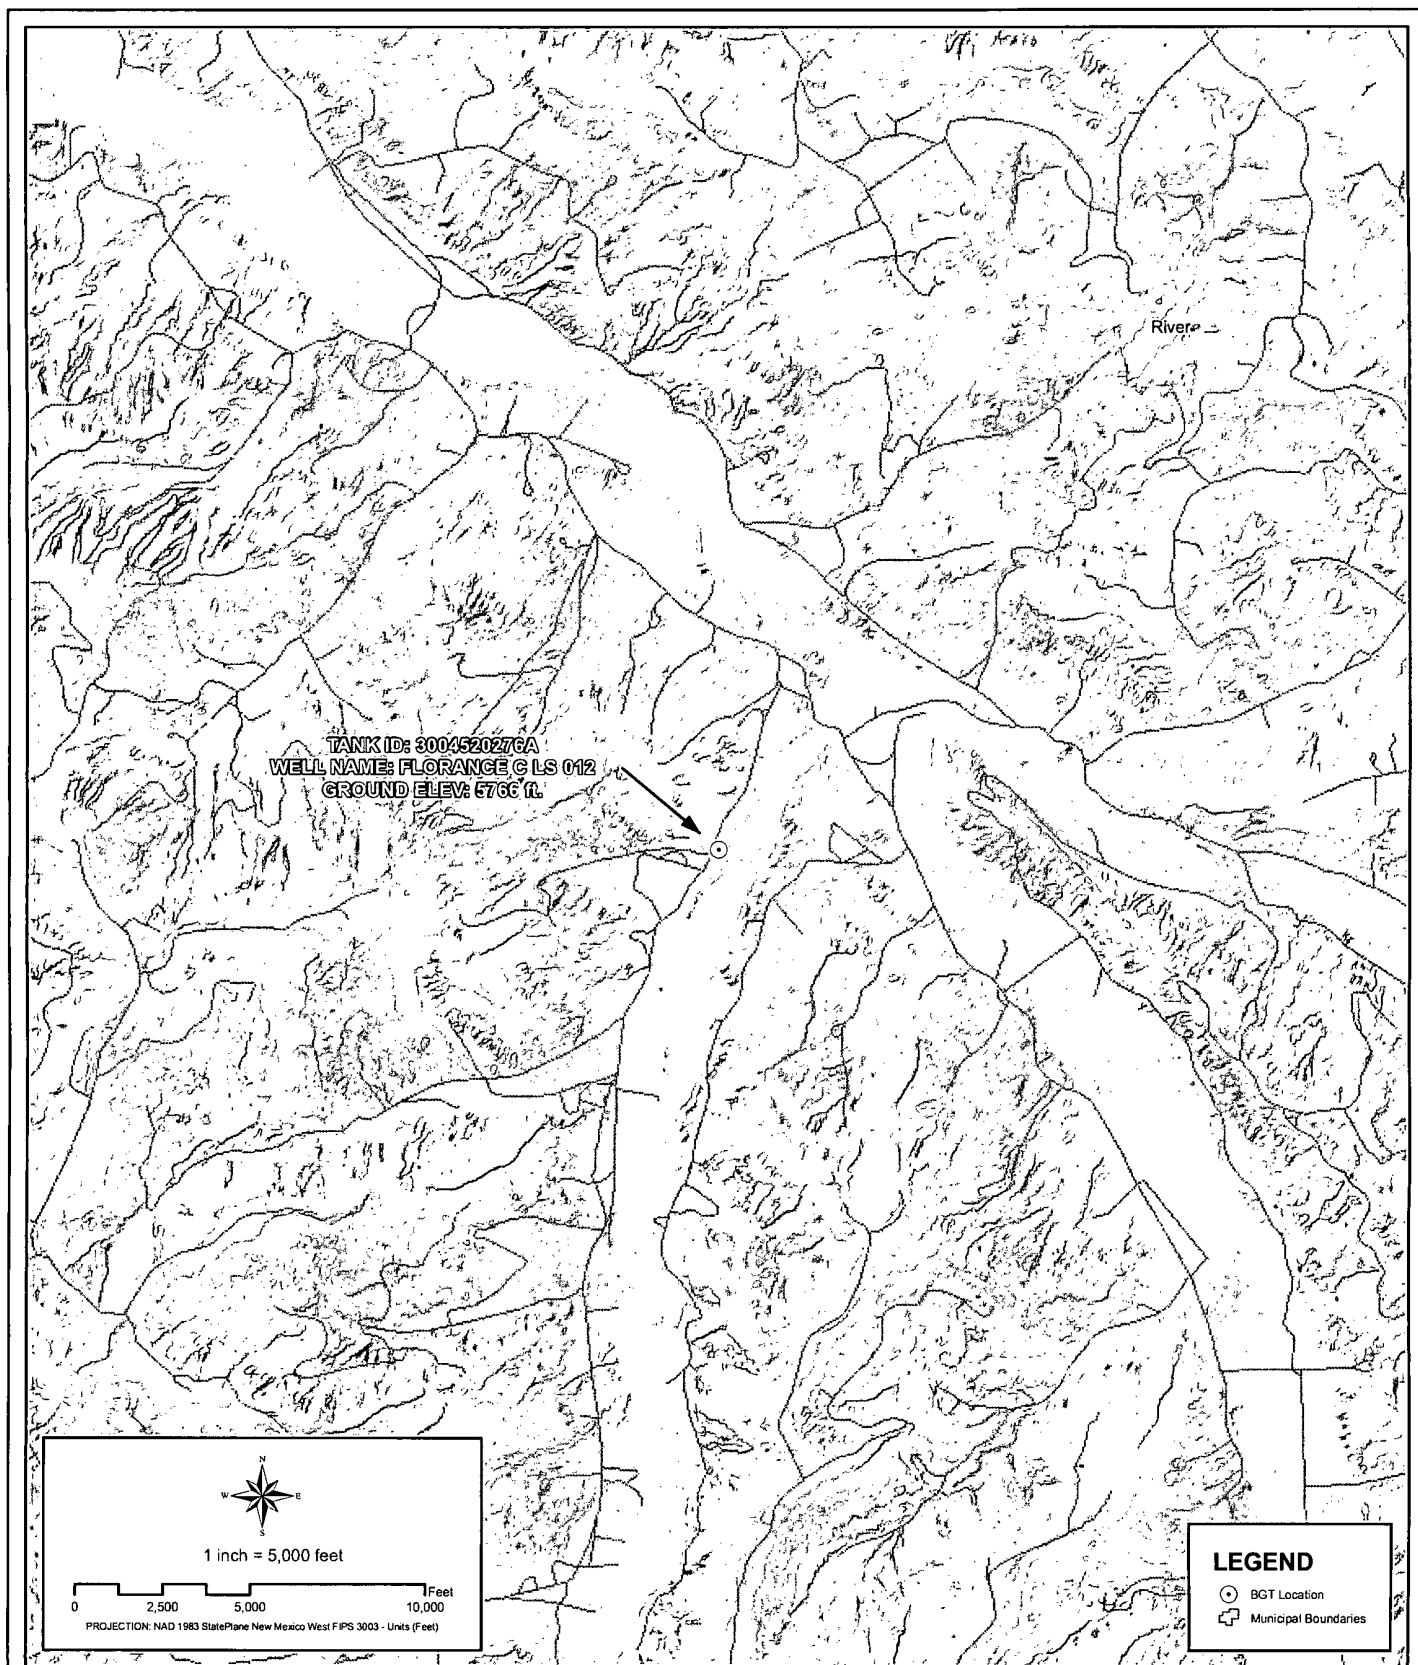 Rivera
TANK ID: 3004520276A
WELL NAME: FLORANCE C LS 012
GROUND ELEV: 5766 ft.
N
W E
S
1 inch = 5,000 feet
Feet
0 2,500 5,000 10,000
PROJECTION: NAD 1983 StatePlane New Mexico West FIPS 3003 - Units (Feet)
LEGEND
BGT Location
Municipal Boundaries